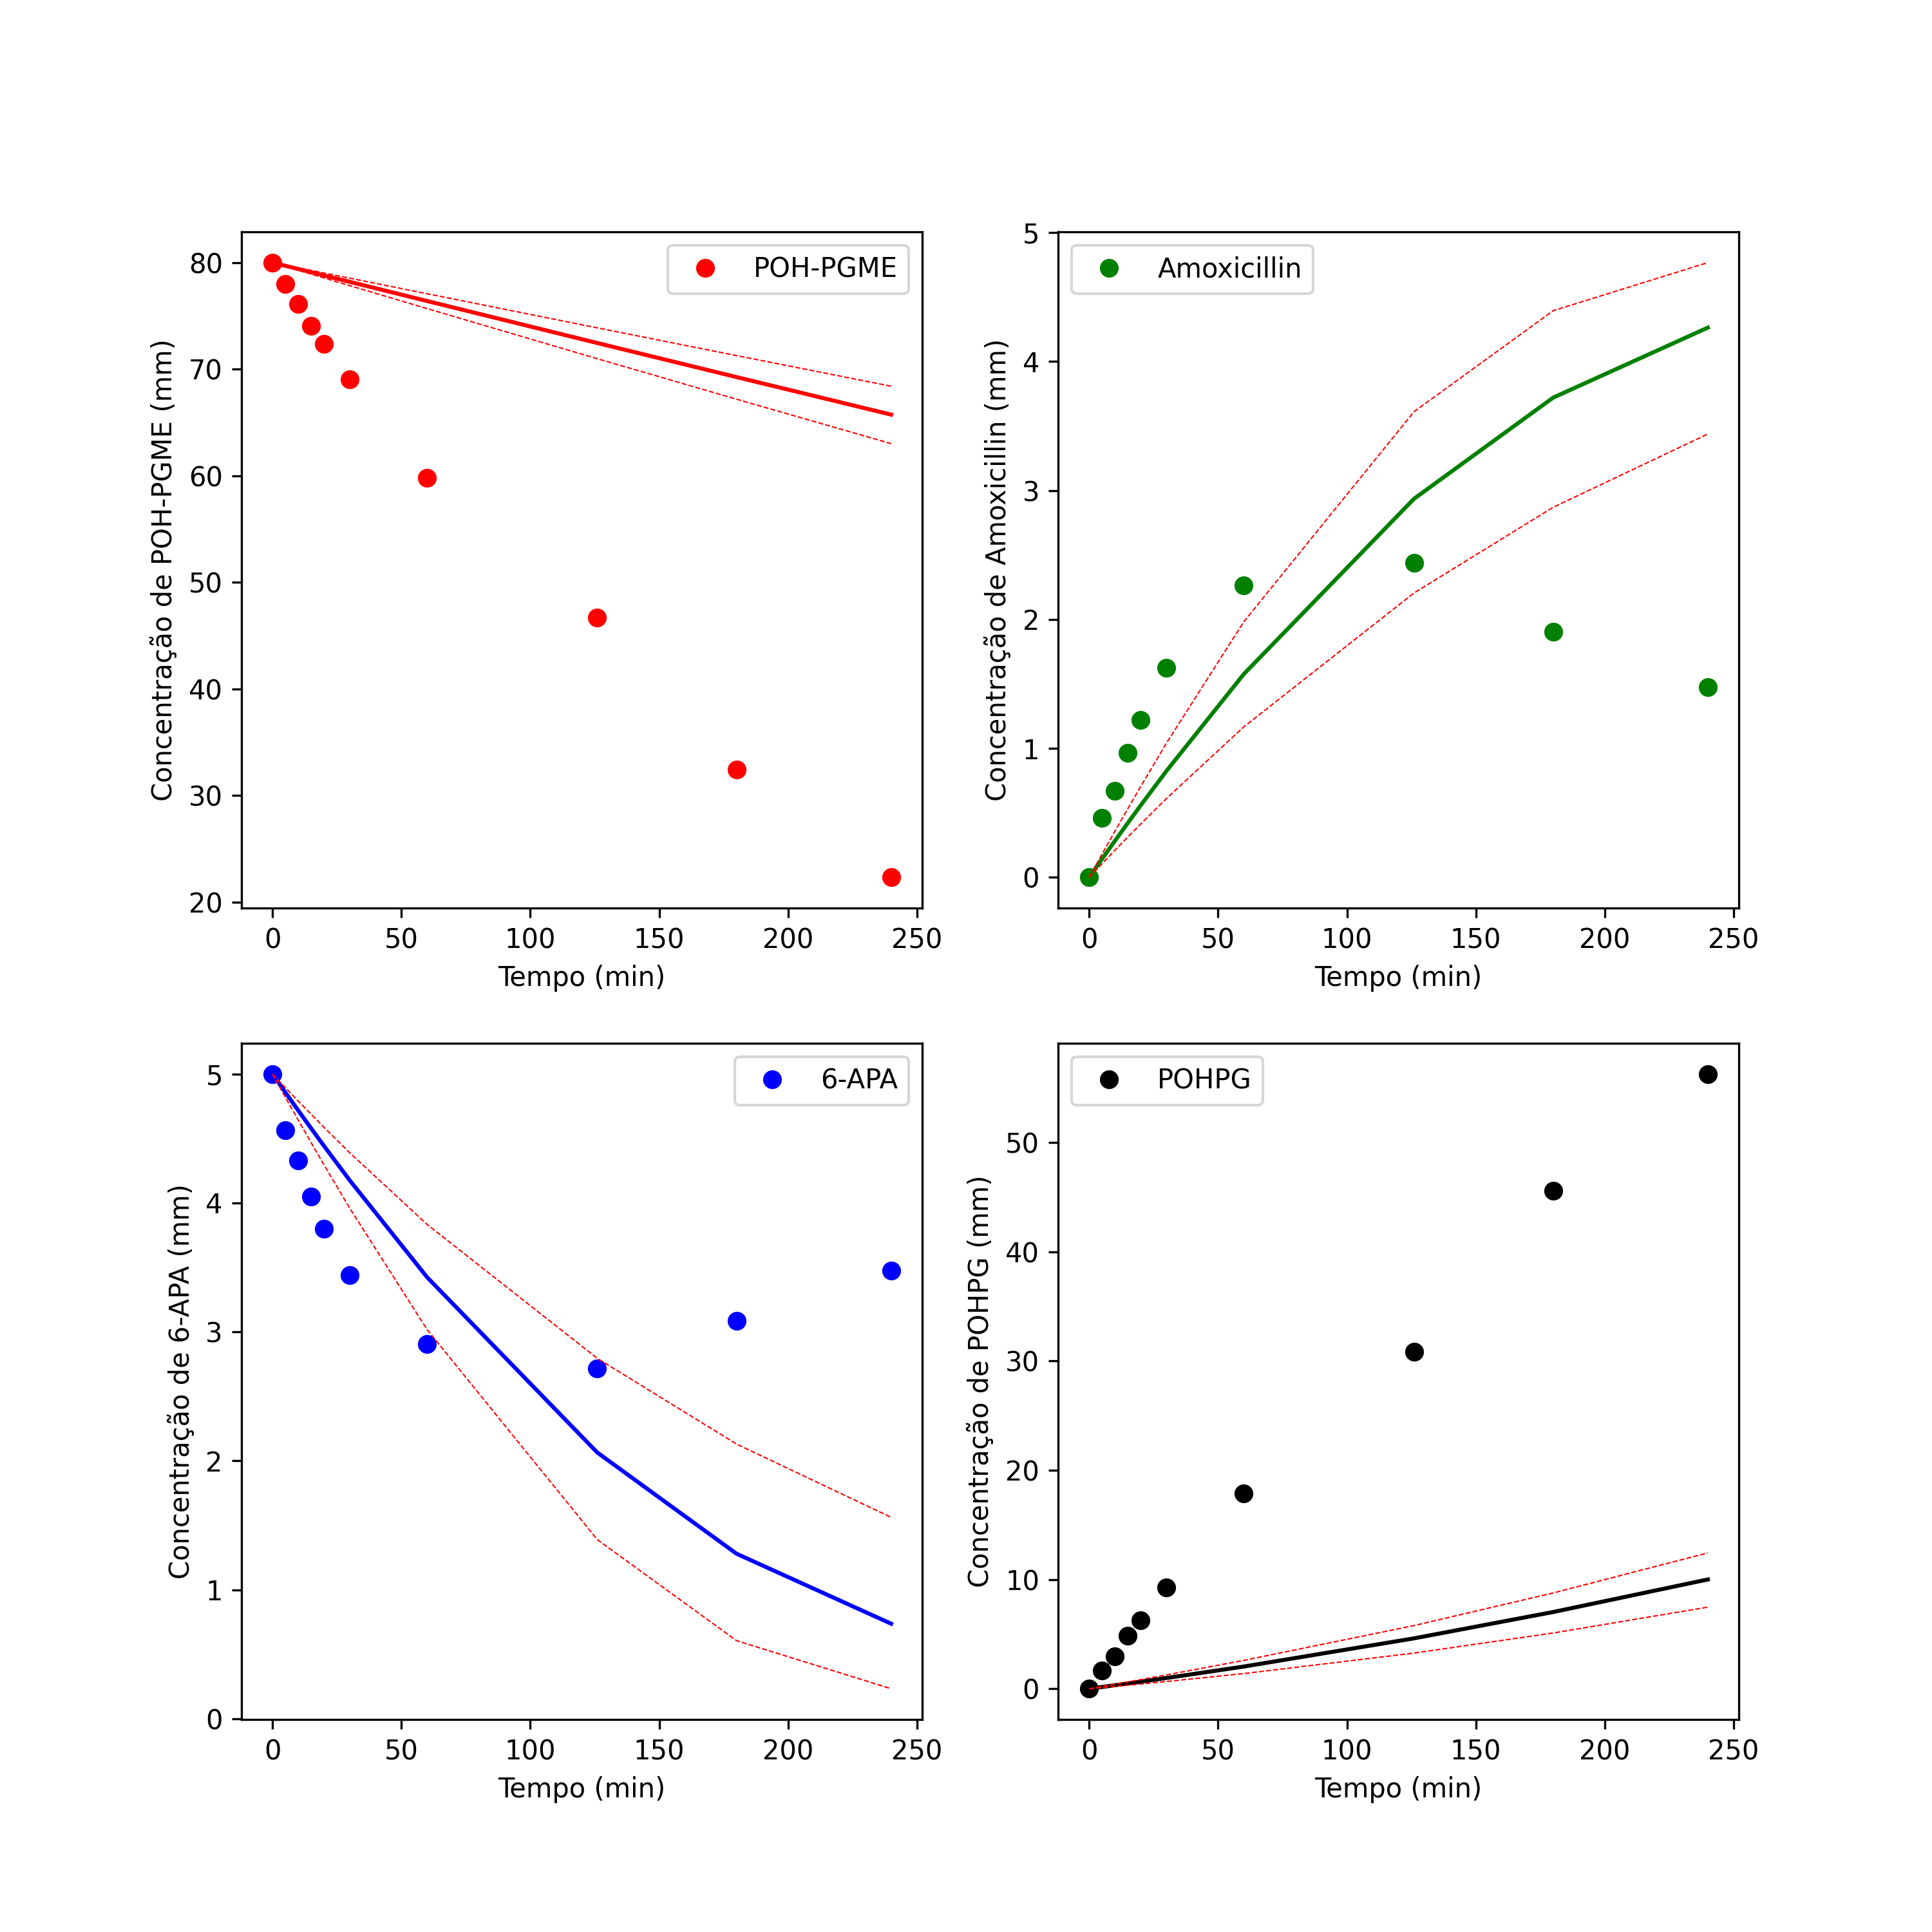 POH-PGME
Concentração de POH-PGME (mm)
80
70
60
50
40
30
20
0 50 100 150 200 250
Tempo (min)
Amoxicillin
Concentração de Amoxicillin (mm)
5
4
3
2
1
0
0 50 100 150 200 250
Tempo (min)
6-APA
Concentração de 6-APA (mm)
5
4
3
2
1
0
0 50 100 150 200 250
Tempo (min)
POHPG
Concentração de POHPG (mm)
50
40
30
20
10
0
0 50 100 150 200 250
Tempo (min)